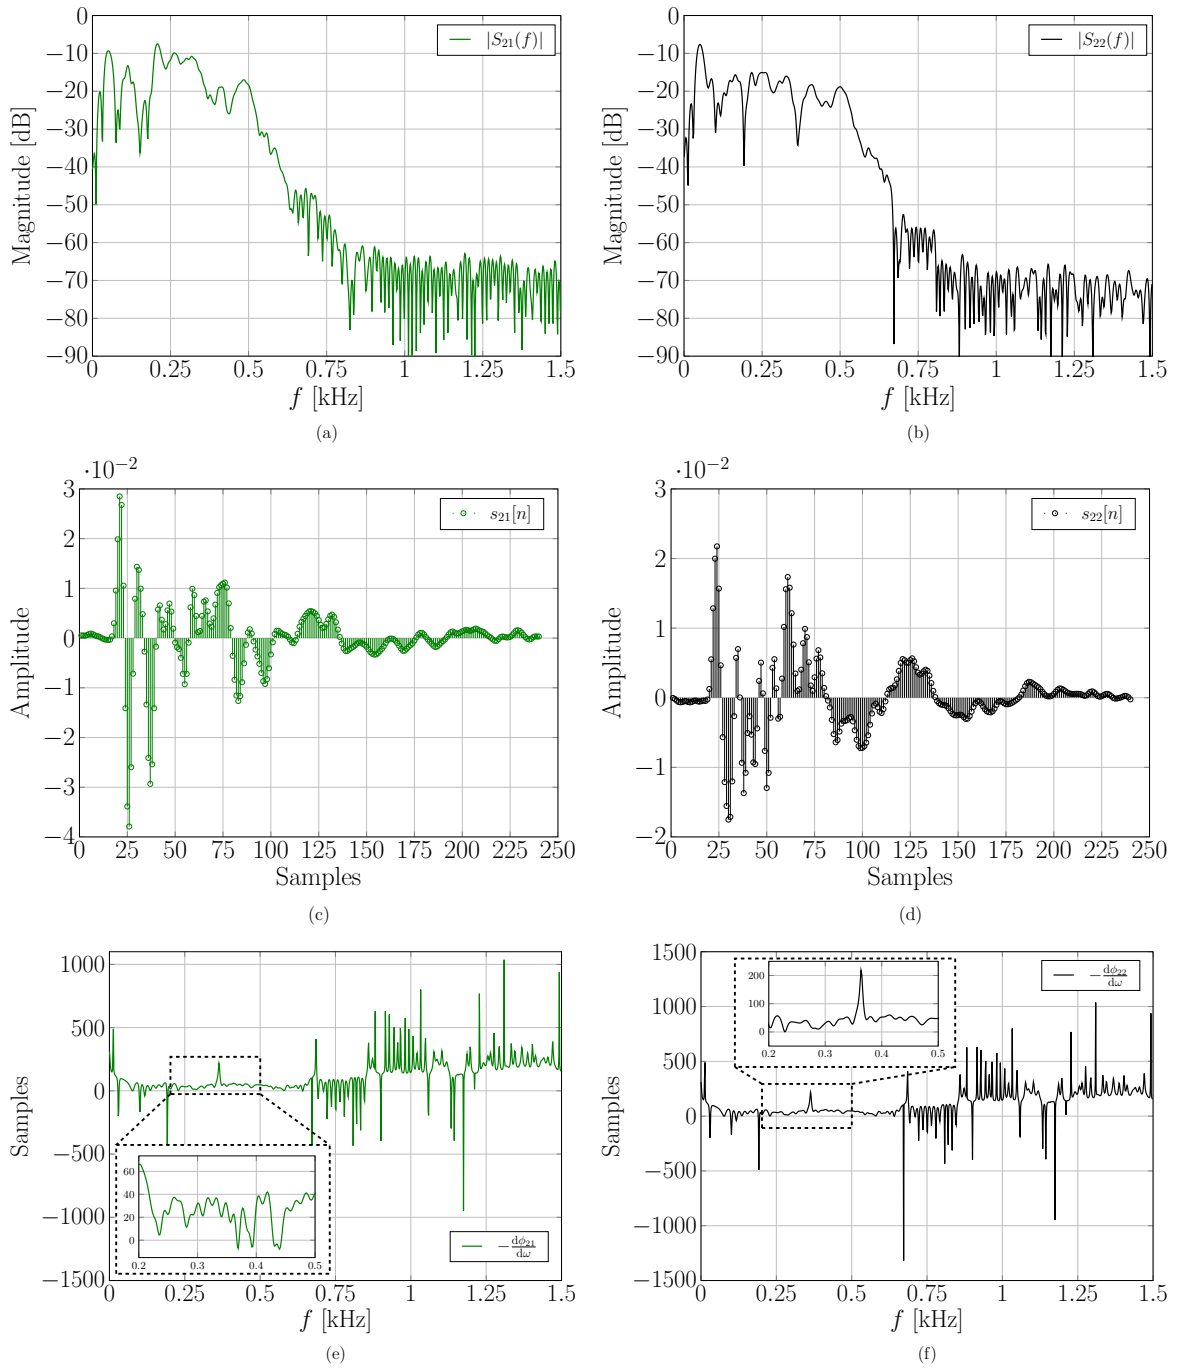 0
−10
−20
−30
−40
−50
−60
−70
−80
−90
0 0.25 0.5 0.75 1 1.25 1.5
Magnitude [dB]
f [kHz]
|S21(f)|
(a)
0
−10
−20
−30
−40
−50
−60
−70
−80
−90
0 0.25 0.5 0.75 1 1.25 1.5
Magnitude [dB]
f [kHz]
|S22(f)|
(b)
·10−2
3
2
1
0
−1
−2
−3
−4
0 25 50 75 100 125 150 175 200 225 250
Amplitude
Samples
s21[n]
(c)
·10−2
3
2
1
0
−1
−2
0 25 50 75 100 125 150 175 200 225 250
Amplitude
Samples
s22[n]
(d)
1000
500
0
−500
−1000
−1500
0 0.25 0.5 0.75 1 1.25 1.5
Samples
f [kHz]
60
40
20
0
0.2 0.3 0.4 0.5
−dϕ21/dω
(e)
1500
1000
500
0
−500
−1000
−1500
0 0.25 0.5 0.75 1 1.25 1.5
Samples
f [kHz]
200
100
0
0.2 0.3 0.4 0.5
−dϕ22/dω
(f)